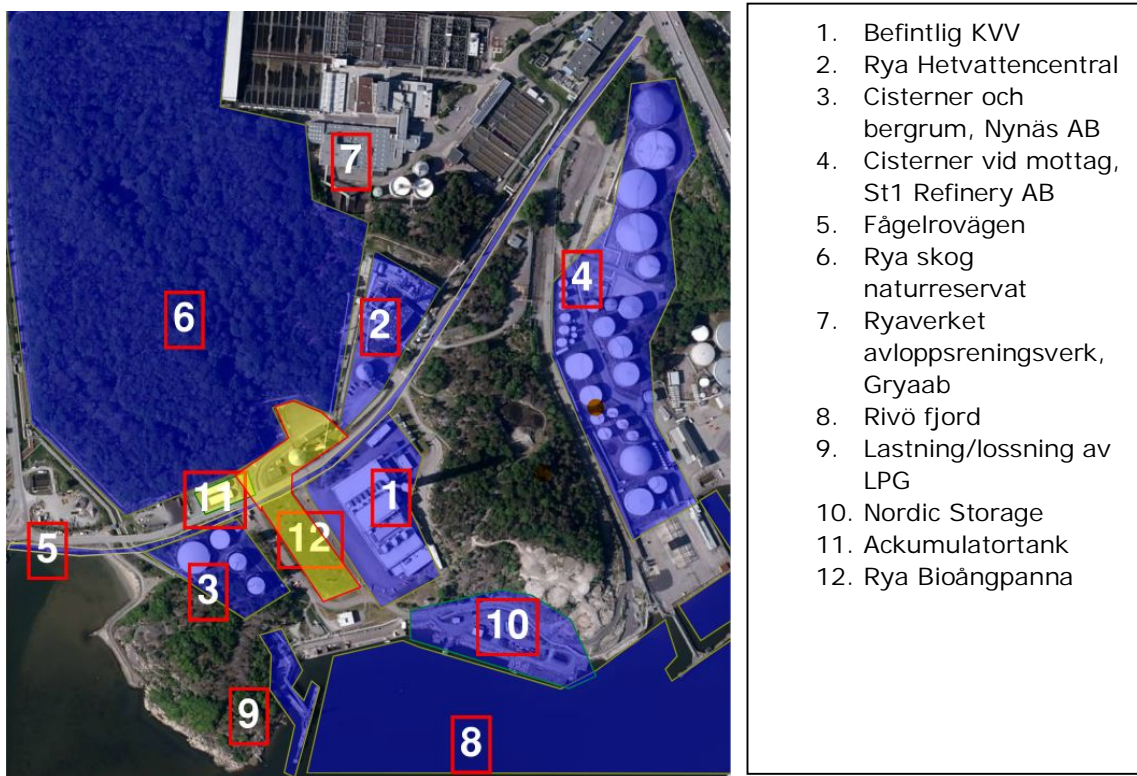 7
4
2
6
1
11
12
5
3
10
9
8
1. Befintlig KVV
2. Rya Hetvattencentral
3. Cisterner och
bergrum, Nynäs AB
4. Cisterner vid mottag,
St1 Refinery AB
5. Fågelrovägen
6. Rya skog
naturreservat
7. Ryaverket
avloppsreningsverk,
Gryaab
8. Rivö fjord
9. Lastning/lossning av
LPG
10. Nordic Storage
11. Ackumulatortank
12. Rya Bioångpanna